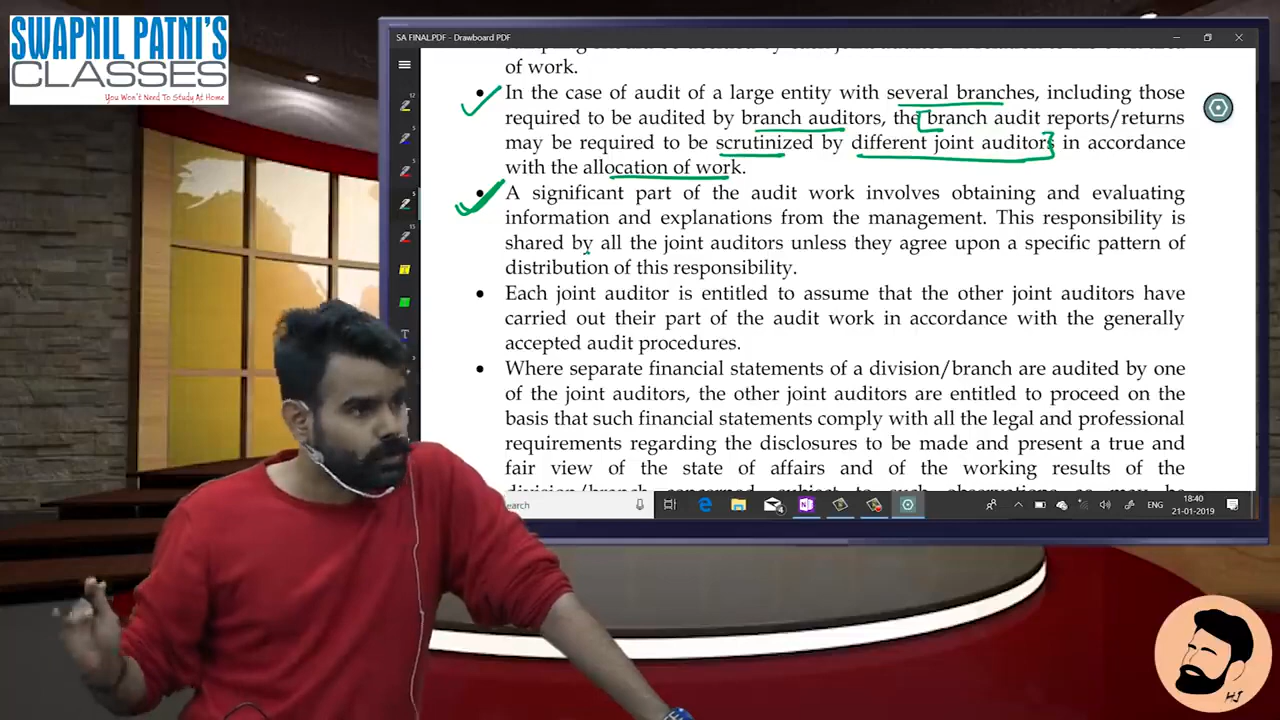 SWAPNIL PATNI'S
CLASSES
You Won't Need To Study At Home
SA FINAL.PDF - Drawboard PDF
of work.
• In the case of audit of a large entity with several branches, including those
required to be audited by branch auditors, the branch audit reports/returns
may be required to be scrutinized by different joint auditors in accordance
with the allocation of work.
• A significant part of the audit work involves obtaining and evaluating
information and explanations from the management. This responsibility is
shared by all the joint auditors unless they agree upon a specific pattern of
distribution of this responsibility.
• Each joint auditor is entitled to assume that the other joint auditors have
carried out their part of the audit work in accordance with the generally
accepted audit procedures.
• Where separate financial statements of a division/branch are audited by one
of the joint auditors, the other joint auditors are entitled to proceed on the
basis that such financial statements comply with all the legal and professional
requirements regarding the disclosures to be made and present a true and
fair view of the state of affairs and of the working results of the
earch
ENG
18:40
21-01-2019
HJ